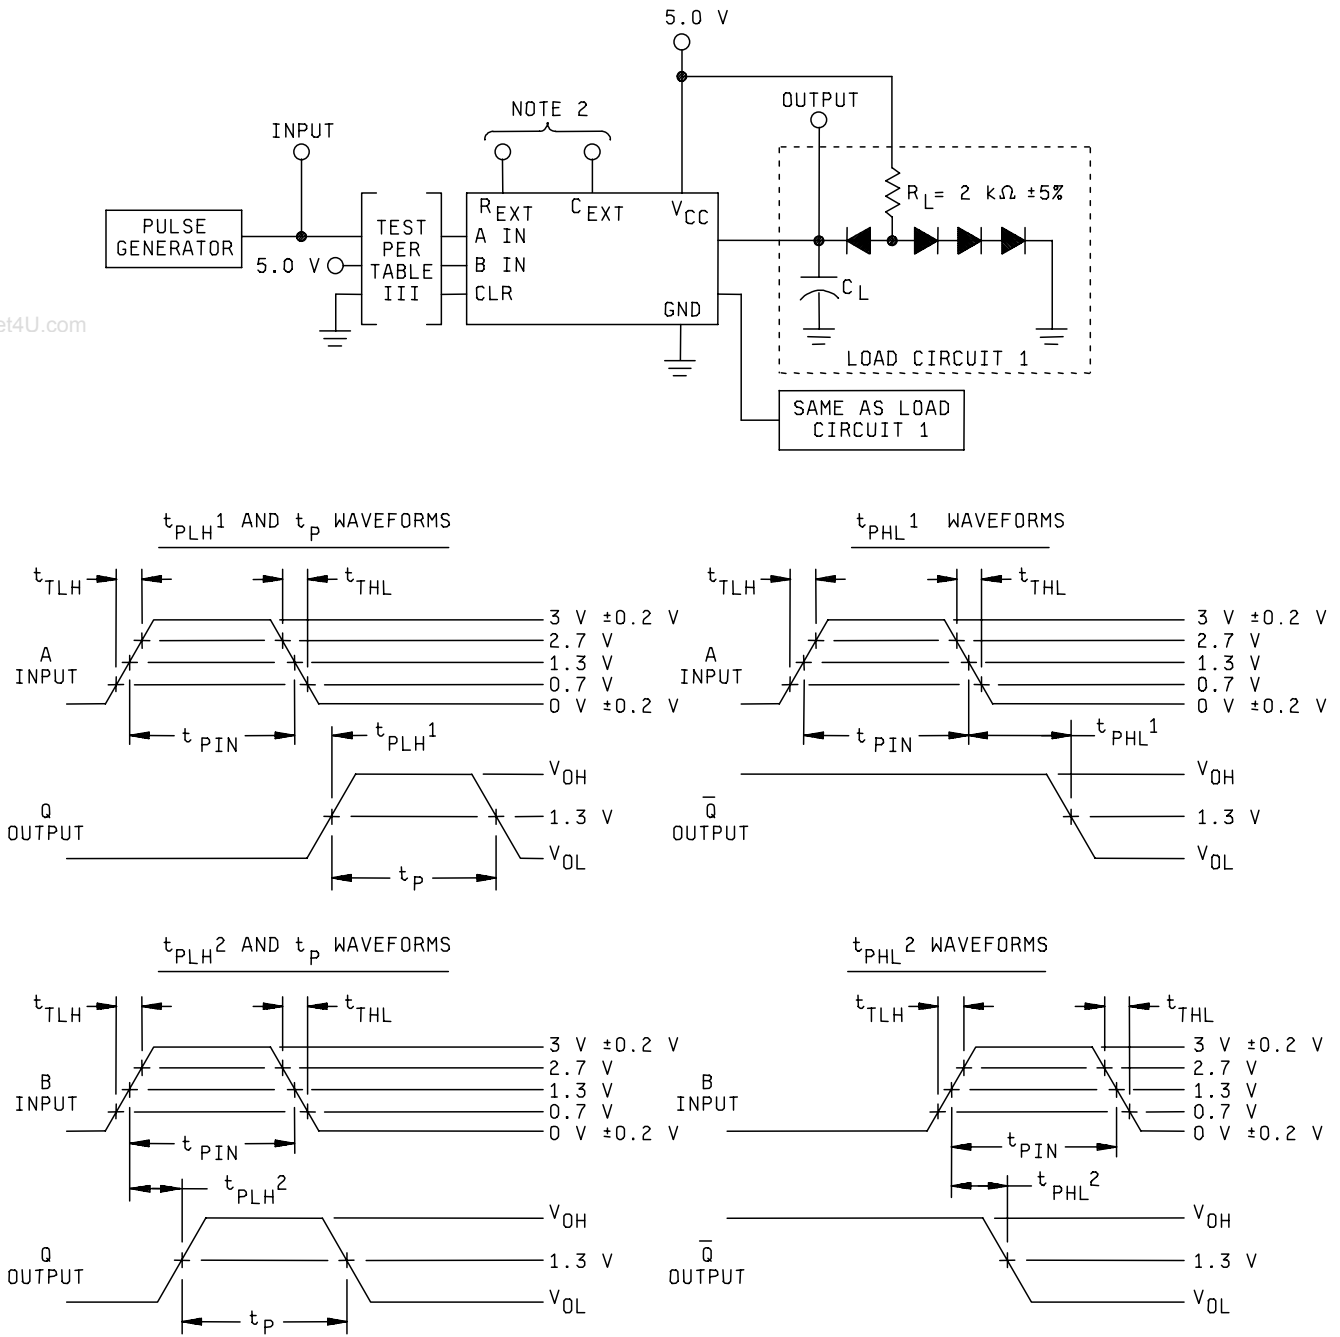 5.0 V
NOTE 2
OUTPUT
INPUT
PULSE
GENERATOR
5.0 V
TEST
PER
TABLE
III
REXT
CEXT
VCC
A IN
B IN
CLR
GND
RL= 2 kΩ ±5%
CL
LOAD CIRCUIT 1
SAME AS LOAD
CIRCUIT 1
et4U.com
tPLH1 AND tP WAVEFORMS
tTLH
tTHL
3 V ±0.2 V
2.7 V
1.3 V
0.7 V
0 V ±0.2 V
A
INPUT
tPIN
tPLH1
VOH
1.3 V
VOL
Q
OUTPUT
tP
tPHL1 WAVEFORMS
tTLH
tTHL
3 V ±0.2 V
2.7 V
1.3 V
0.7 V
0 V ±0.2 V
A
INPUT
tPIN
tPHL1
VOH
1.3 V
VOL
Q̅
OUTPUT
tPLH2 AND tP WAVEFORMS
tTLH
tTHL
3 V ±0.2 V
2.7 V
1.3 V
0.7 V
0 V ±0.2 V
B
INPUT
tPIN
tPLH2
VOH
1.3 V
VOL
Q
OUTPUT
tP
tPHL2 WAVEFORMS
tTLH
tTHL
3 V ±0.2 V
2.7 V
1.3 V
0.7 V
0 V ±0.2 V
B
INPUT
tPIN
tPHL2
VOH
1.3 V
VOL
Q̅
OUTPUT